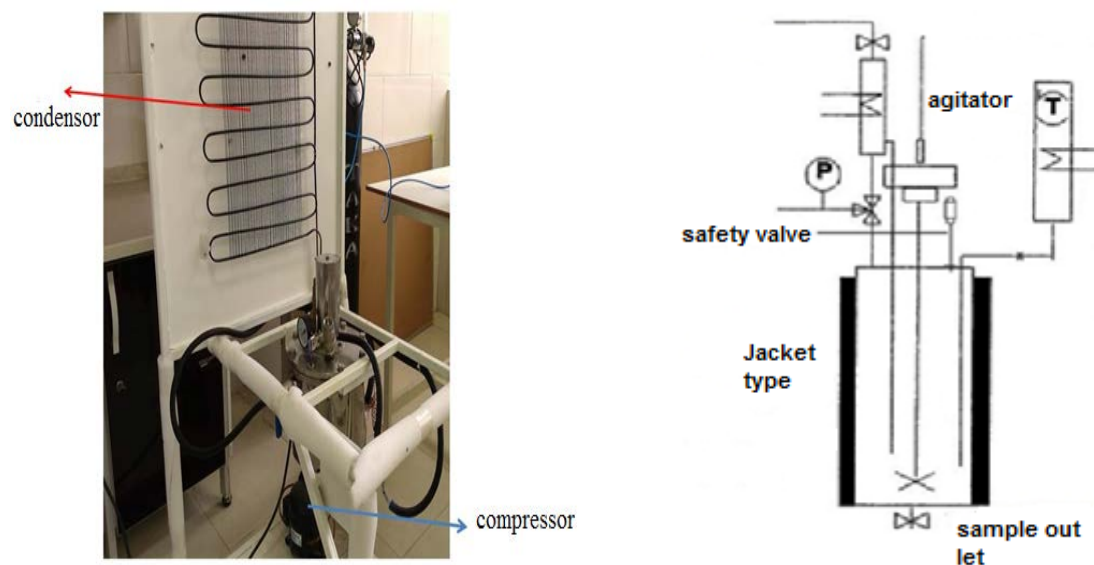 condensor
compressor
agitator
T
P
safety valve
Jacket
type
sample out
let